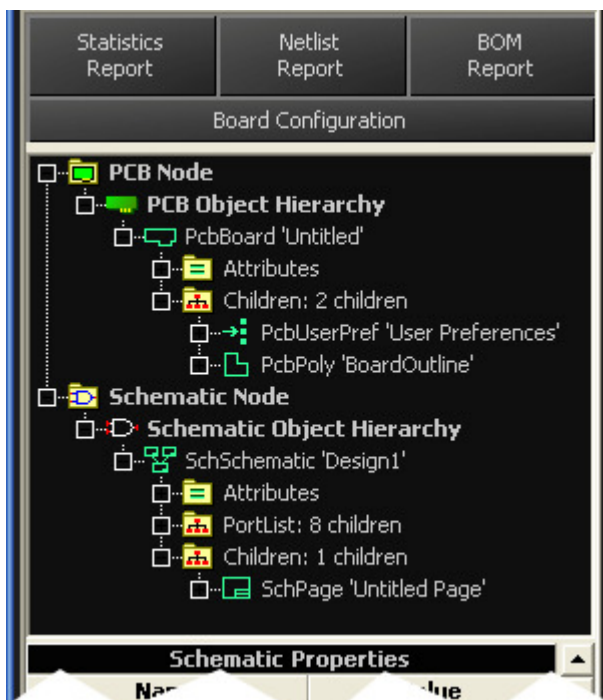 Statistics
Report
Netlist
Report
BOM
Report
Board Configuration
PCB Node
PCB Object Hierarchy
PcbBoard 'Untitled'
Attributes
Children: 2 children
PcbUserPref 'User Preferences'
PcbPoly 'BoardOutline'
Schematic Node
Schematic Object Hierarchy
SchSchematic 'Design1'
Attributes
PortList: 8 children
Children: 1 children
SchPage 'Untitled Page'
Schematic Properties